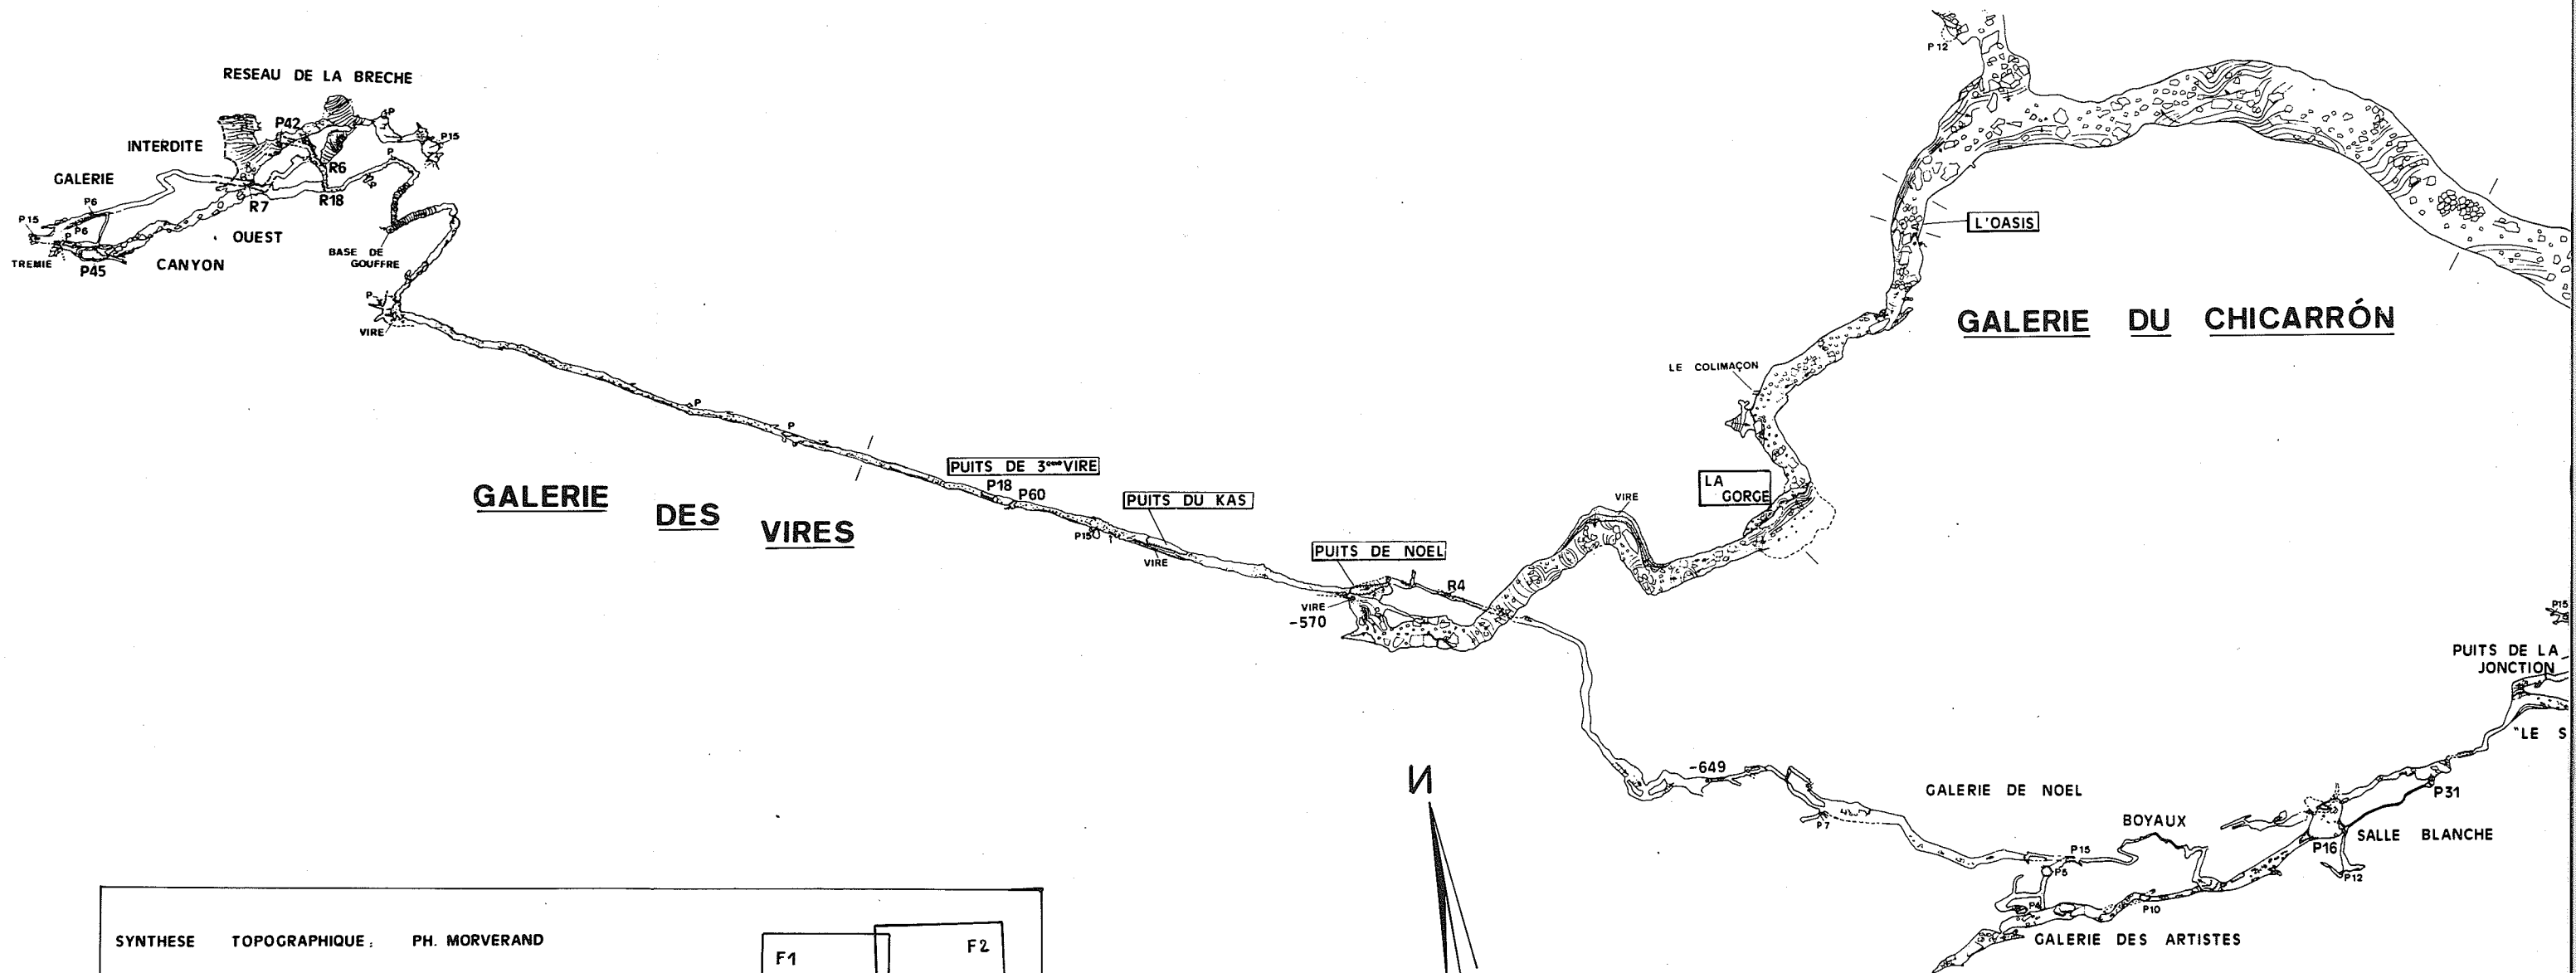 P 12
RESEAU DE LA BRECHE
P42
P
P15
INTERDITE
P
R6
GALERIE
R7
R18
P15
P6
P6
P
OUEST
TREMIE
P45
CANYON
BASE DE
GOUFFRE
P
VIRE
L'OASIS
GALERIE DU CHICARRÓN
LE COLIMAÇON
P
P
PUITS DE 3ème VIRE
P18
P60
GALERIE
DES
VIRES
PUITS DU KAS
P15
VIRE
LA
GORGE
VIRE
PUITS DE NOEL
R4
VIRE
-570
P15
PUITS DE LA
JONCTION
"LE S
-649
N
GALERIE DE NOEL
P7
P31
BOYAUX
SALLE BLANCHE
P16
P15
P5
P12
P4
P10
GALERIE DES ARTISTES
SYNTHESE TOPOGRAPHIQUE: PH. MORVERAND
F1
F2